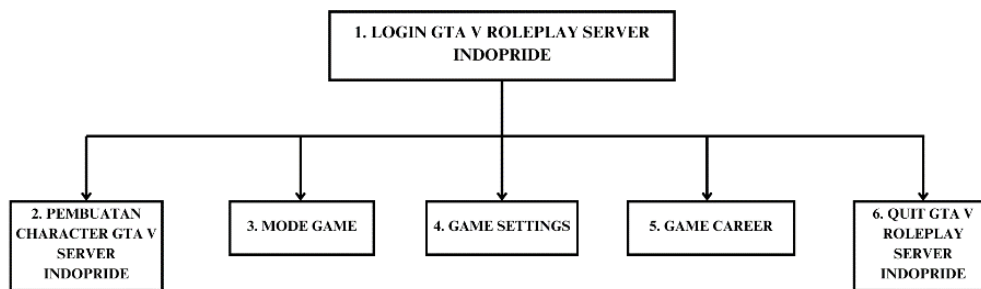 1. LOGIN GTA V ROLEPLAY SERVER
INDOPRIDE
2. PEMBUATAN
CHARACTER GTA V
SERVER
INDOPRIDE
3. MODE GAME
4. GAME SETTINGS
5. GAME CAREER
6. QUIT GTA V
ROLEPLAY
SERVER
INDOPRIDE